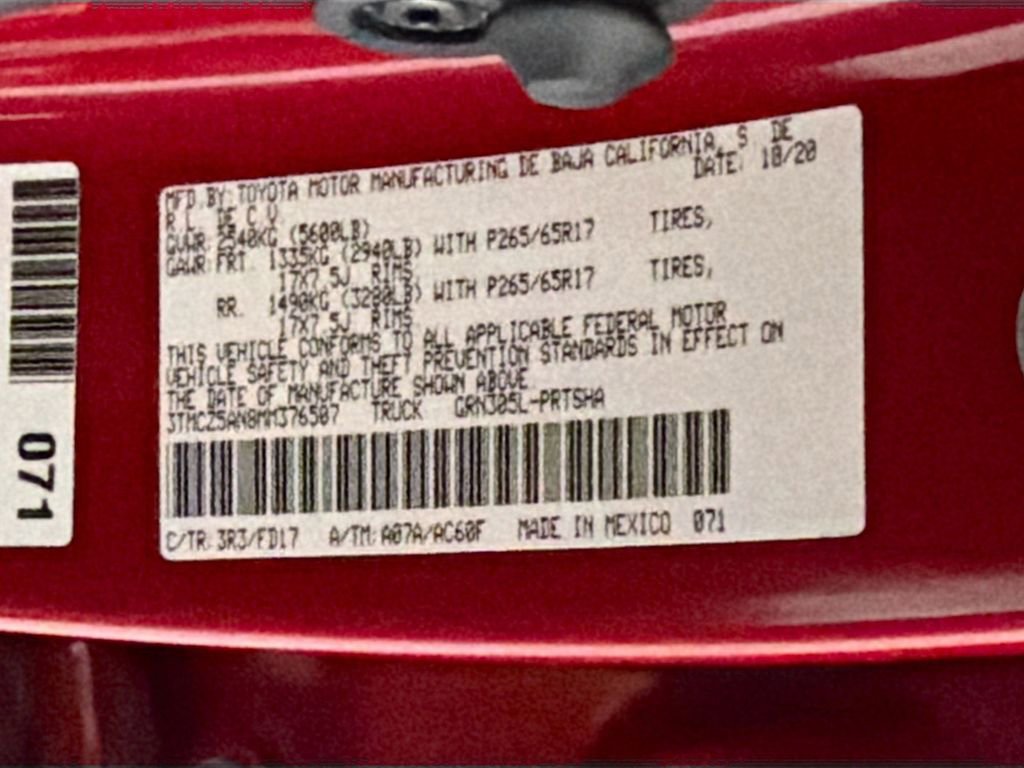 MFD. BY: TOYOTA MOTOR MANUFACTURING DE BAJA CALIFORNIA, S. DE
R.L. DE C.V. DATE: 10/20
GVWR: 2540KG (5600LB)
GAWR: FRT. 1335KG (2940LB) WITH P265/65R17 TIRES,
17X7.5J RIMS,
RR. 1490KG (3280LB) WITH P265/65R17 TIRES,
17X7.5J RIMS
THIS VEHICLE CONFORMS TO ALL APPLICABLE FEDERAL MOTOR
VEHICLE SAFETY AND THEFT PREVENTION STANDARDS IN EFFECT ON
THE DATE OF MANUFACTURE SHOWN ABOVE.
3TMCZ5AN8MM376507 TRUCK GRN305L-PRTSHA
C/TR: 3R3/FD17 A/TM: A07A/AC60F MADE IN MEXICO 071
071